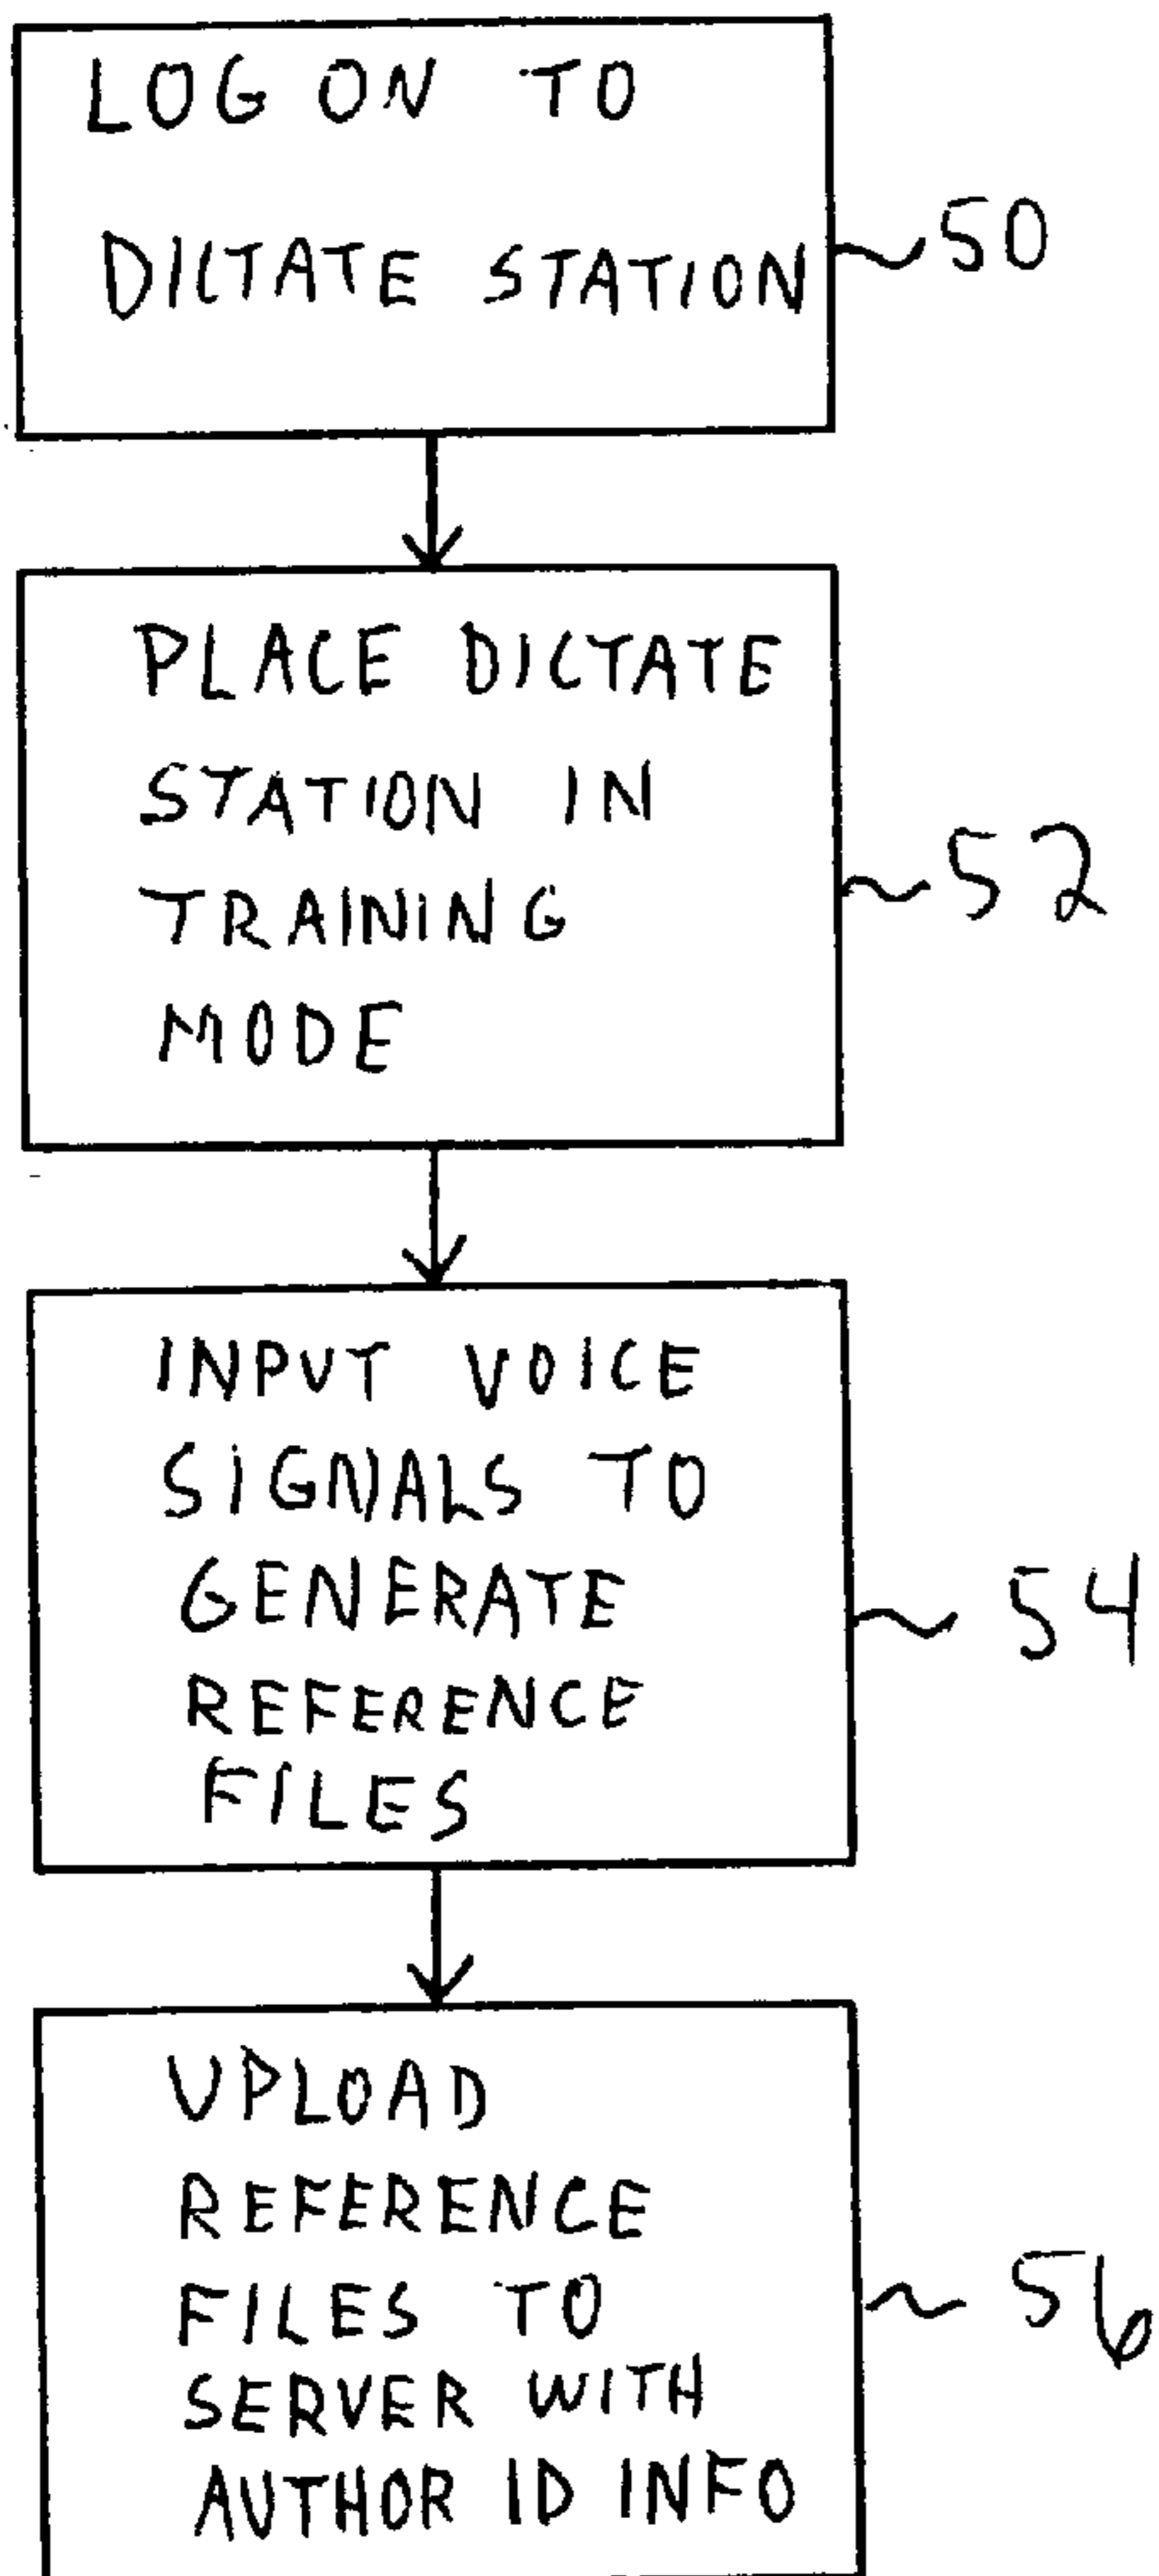 LOG ON TO
DICTATE STATION
50
PLACE DICTATE
STATION IN
TRAINING
MODE
52
INPUT VOICE
SIGNALS TO
GENERATE
REFERENCE
FILES
54
UPLOAD
REFERENCE
FILES TO
SERVER WITH
AUTHOR ID INFO
56